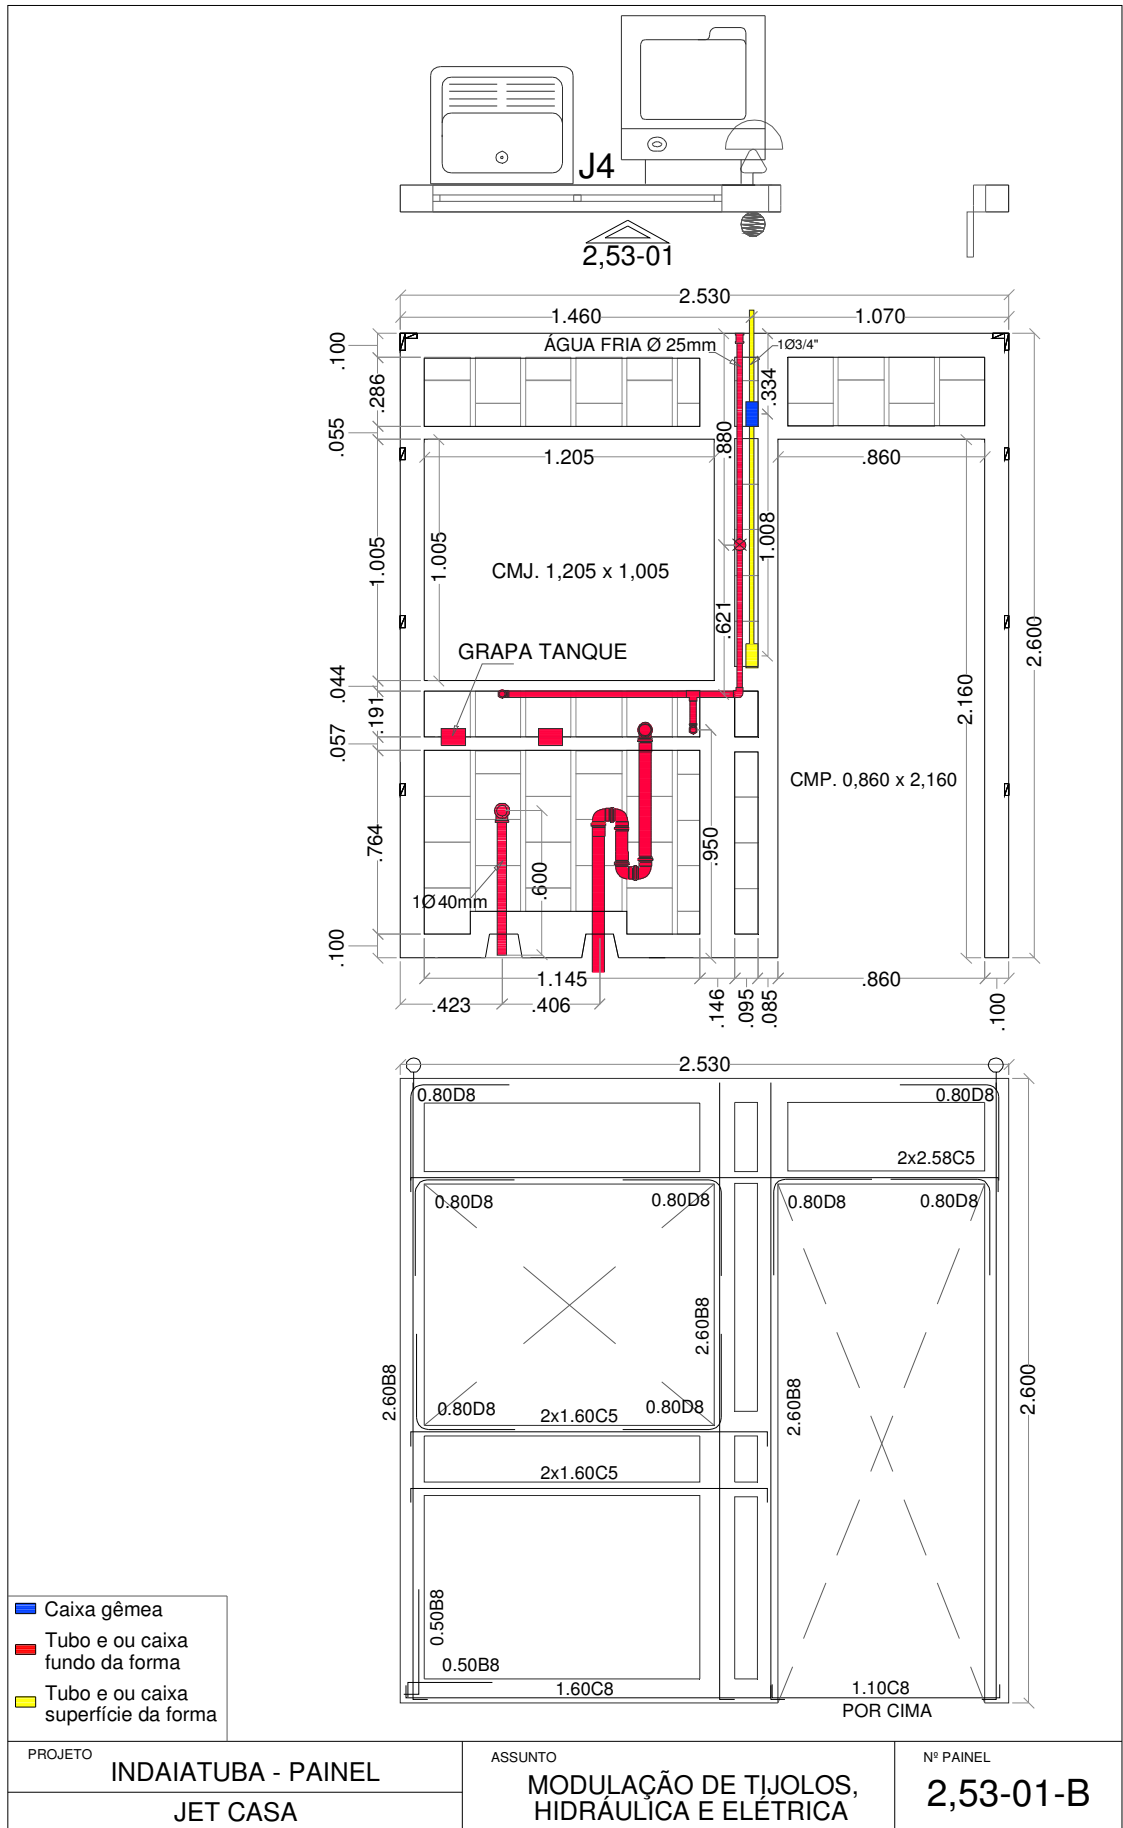 J4
2,53-01
2.530
1.460
1.070
ÁGUA FRIA Ø 25mm
1Ø3/4"
.100
.286
.055
1.005
.044
.191
.057
.764
.100
.334
.880
1.205
.860
1.005
1.008
CMJ. 1,205 x 1,005
.621
GRAPA TANQUE
2.160
2.600
CMP. 0,860 x 2,160
.950
.600
1Ø40mm
1.145
.860
.423
.406
.146
.095
.085
.100
2.530
0.80D8
0.80D8
2x2.58C5
0.80D8
0.80D8
0.80D8
0.80D8
2.60B8
2.60B8
2.60B8
2.600
0.80D8
0.80D8
2x1.60C5
2x1.60C5
0.50B8
0.50B8
1.60C8
1.10C8
POR CIMA
Caixa gêmea
Tubo e ou caixa
fundo da forma
Tubo e ou caixa
superfície da forma
PROJETO
INDAIATUBA - PAINEL
JET CASA
ASSUNTO
MODULAÇÃO DE TIJOLOS,
HIDRÁULICA E ELÉTRICA
Nº PAINEL
2,53-01-B